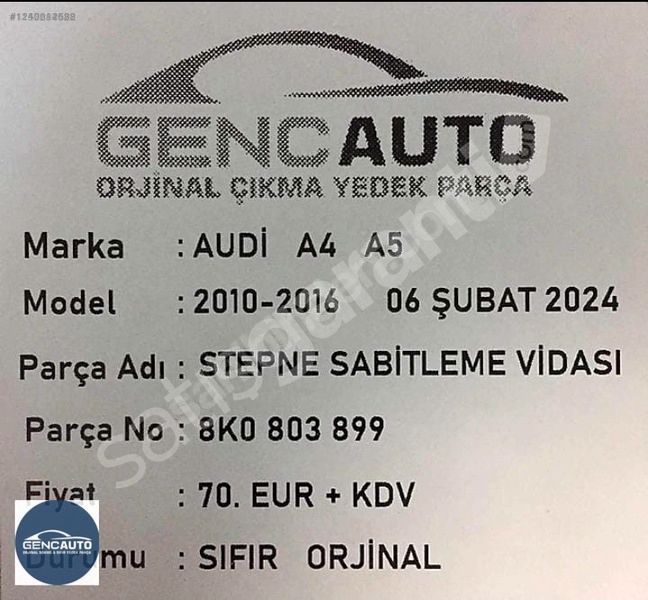 GENCAUTO
ORJİNAL ÇIKMA YEDEK PARÇA
Marka : AUDİ A4 A5
Model : 2010-2016 06 ŞUBAT 2024
Parça Adı : STEPNE SABİTLEME VİDASI
Parça No : 8K0 803 899
Fiyat : 70. EUR + KDV
Durumu : SIFIR ORJİNAL
GENCAUTO